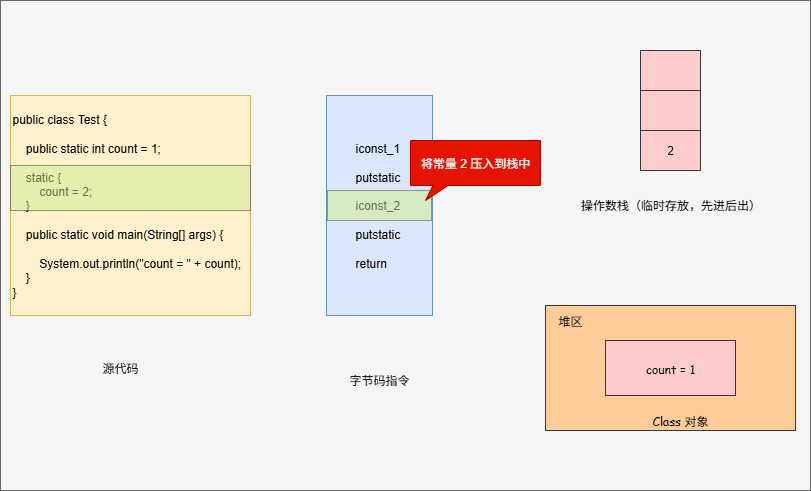 public class Test {
public static int count = 1;
static {
count = 2;
}
public static void main(String[] args) {
System.out.println("count = " + count);
}
}
源代码
iconst_1
putstatic
iconst_2
putstatic
return
字节码指令
将常量 2 压入到栈中
2
操作数栈（临时存放，先进后出）
堆区
count = 1
Class 对象